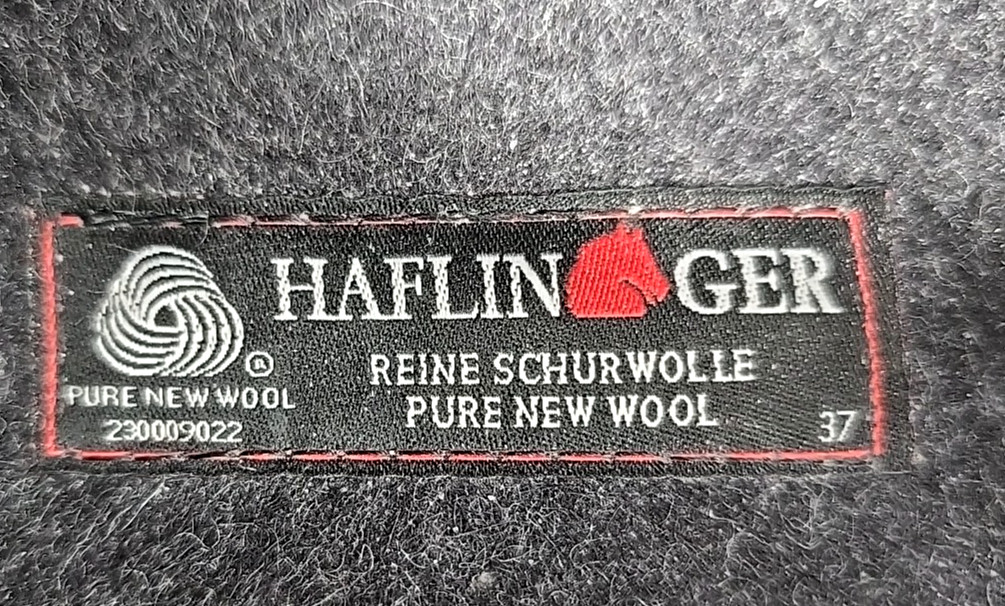 HAFLINGER
®
PURE NEW WOOL
230009022
REINE SCHURWOLLE
PURE NEW WOOL
37